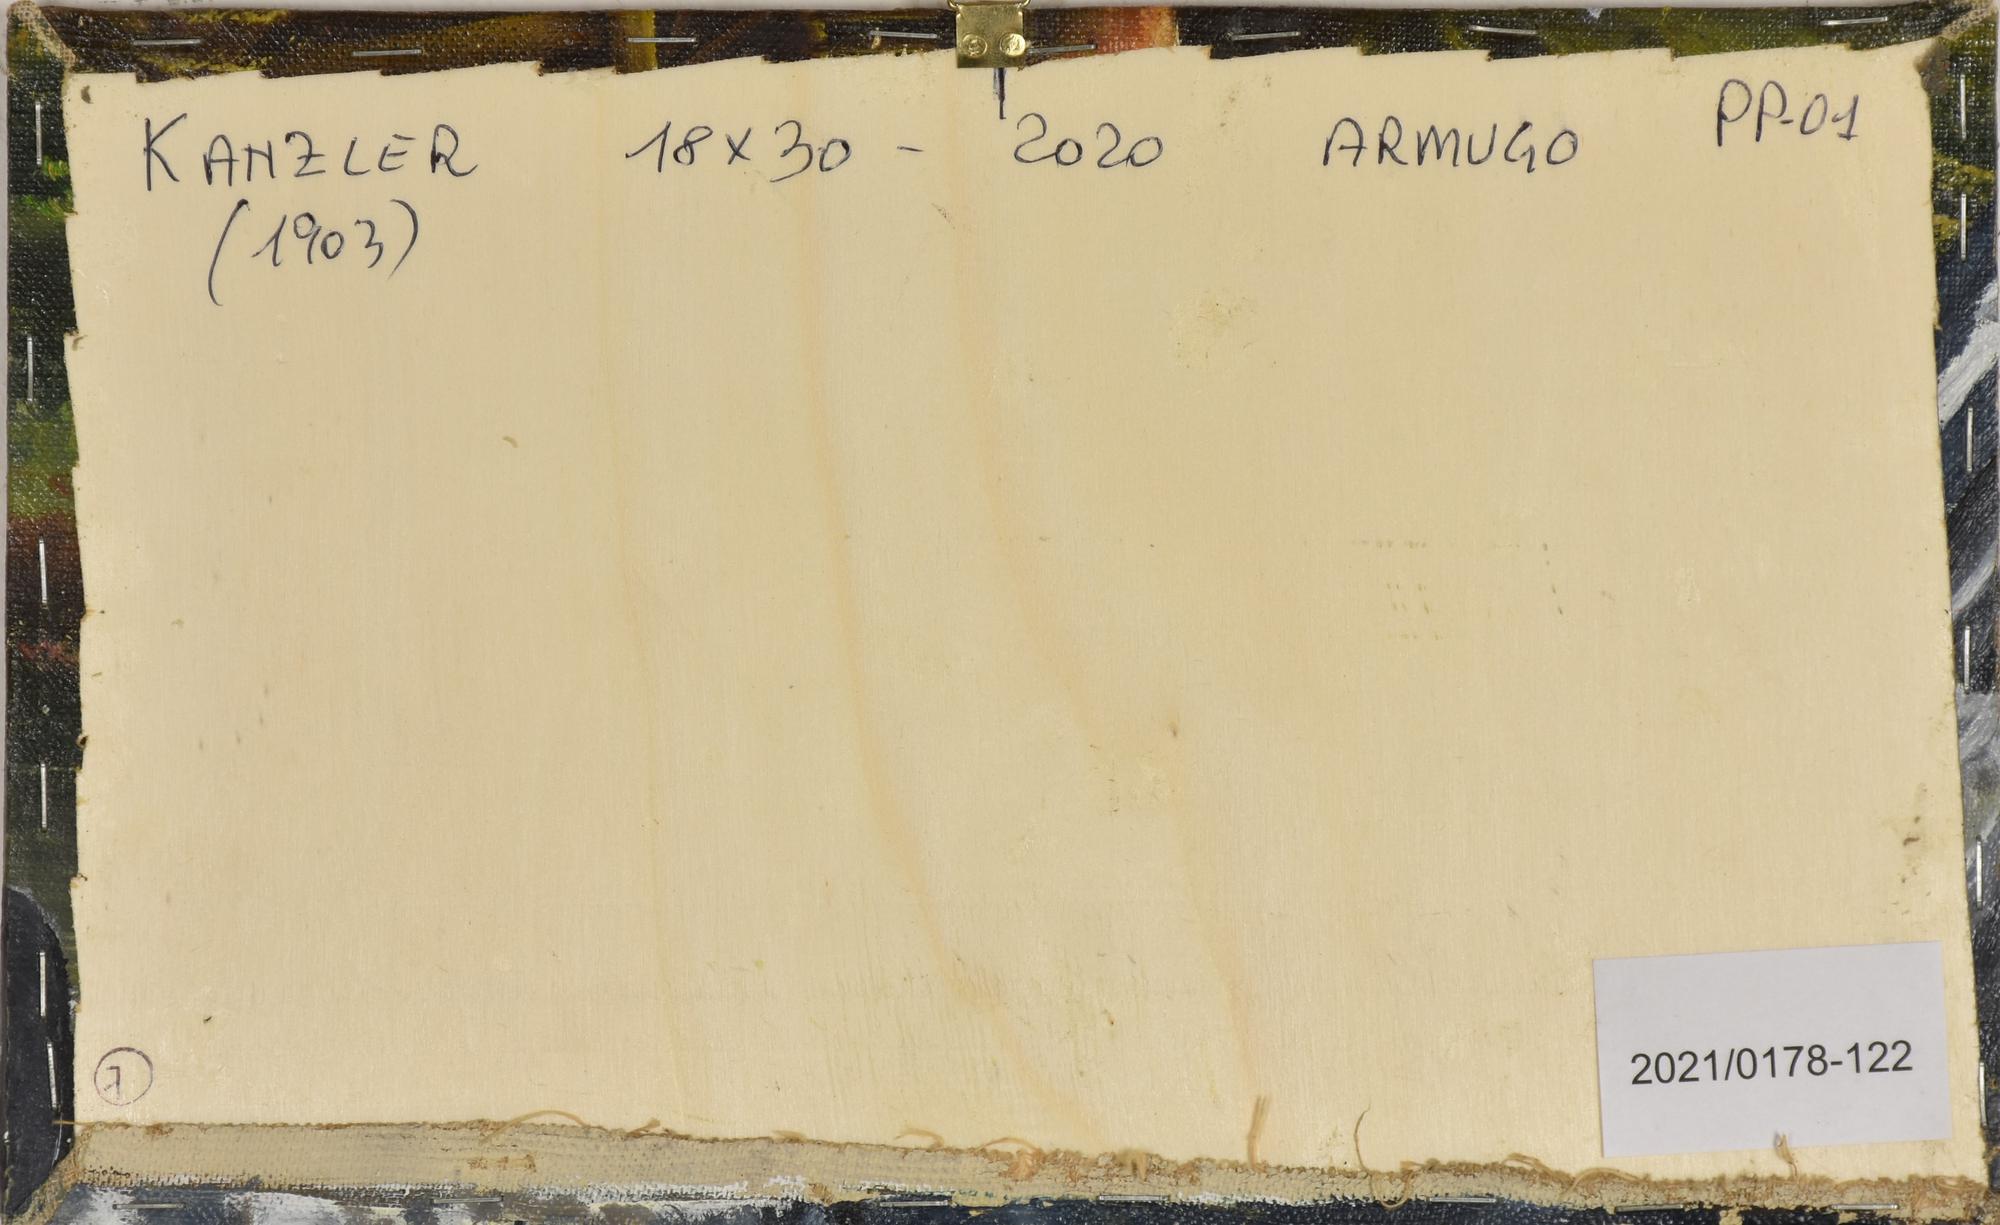 KANZLER 18x30 - 2020 ARMUGO PP-01
(1903)
2021/0178-122
1